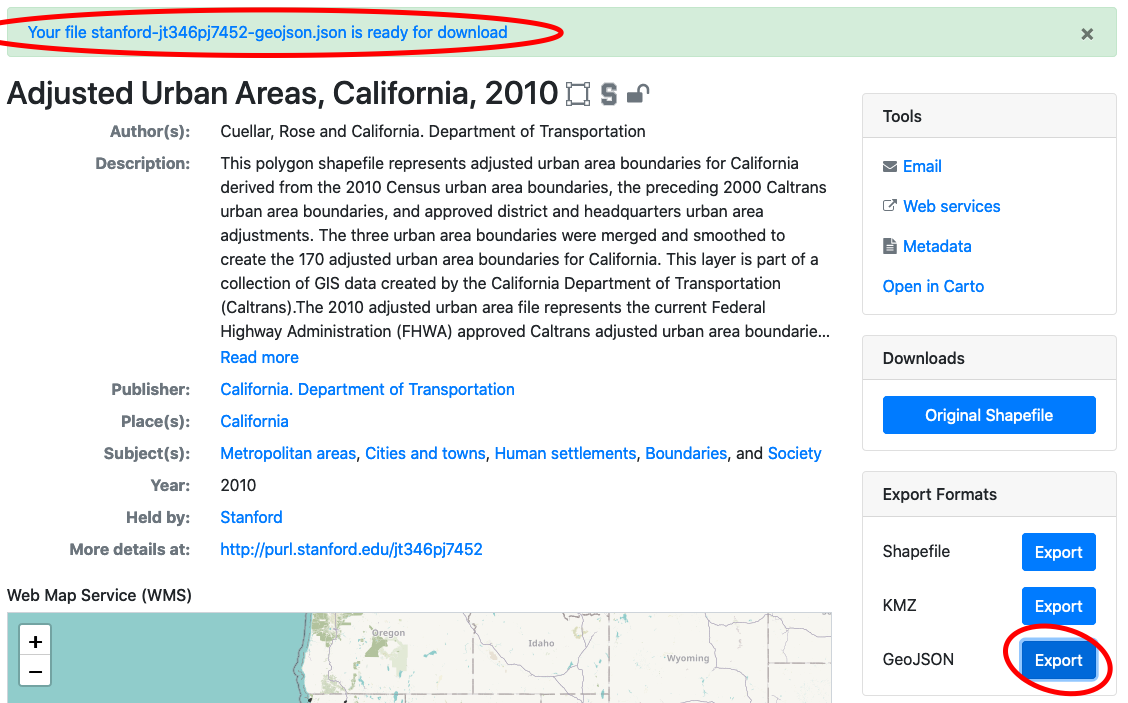 Your file stanford-jt346pj7452-geojson.json is ready for download
×
Adjusted Urban Areas, California, 2010
Author(s): Cuellar, Rose and California. Department of Transportation
Description: This polygon shapefile represents adjusted urban area boundaries for California
derived from the 2010 Census urban area boundaries, the preceding 2000 Caltrans
urban area boundaries, and approved district and headquarters urban area
adjustments. The three urban area boundaries were merged and smoothed to
create the 170 adjusted urban area boundaries for California. This layer is part of a
collection of GIS data created by the California Department of Transportation
(Caltrans).The 2010 adjusted urban area file represents the current Federal
Highway Administration (FHWA) approved Caltrans adjusted urban area boundarie...
Read more
Publisher: California. Department of Transportation
Place(s): California
Subject(s): Metropolitan areas, Cities and towns, Human settlements, Boundaries, and Society
Year: 2010
Held by: Stanford
More details at: http://purl.stanford.edu/jt346pj7452
Web Map Service (WMS)
+
−
Oregon
Idaho
Wyoming
Tools
Email
Web services
Metadata
Open in Carto
Downloads
Original Shapefile
Export Formats
Shapefile Export
KMZ Export
GeoJSON Export